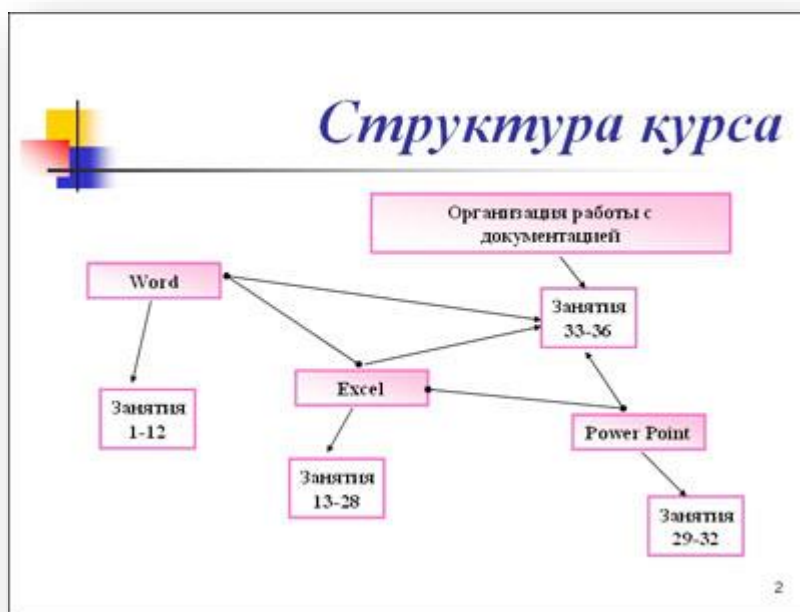 Структура курса
Организация работы с
документацией
Word
Занятия
33-36
Excel
Занятия
1-12
Power Point
Занятия
13-28
Занятия
29-32
2